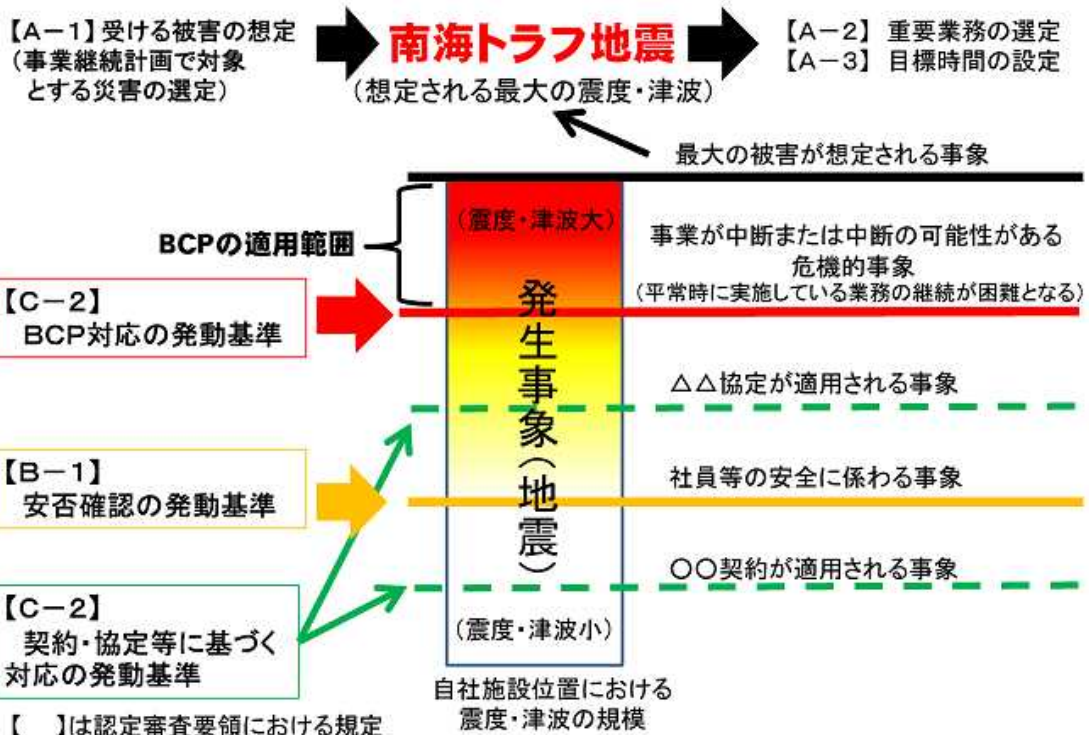 【A－1】受ける被害の想定
(事業継続計画で対象
とする災害の選定)
南海トラフ地震
(想定される最大の震度・津波)
【A－2】 重要業務の選定
【A－3】 目標時間の設定
最大の被害が想定される事象
BCPの適用範囲
(震度・津波大)
事業が中断または中断の可能性がある
危機的事象
(平常時に実施している業務の継続が困難となる)
【C－2】
BCP対応の発動基準
発生事象(地震)
△△協定が適用される事象
【B－1】
安否確認の発動基準
社員等の安全に係わる事象
〇〇契約が適用される事象
【C－2】
契約・協定等に基づく
対応の発動基準
(震度・津波小)
自社施設位置における
震度・津波の規模
【　】は認定審査要領における規定